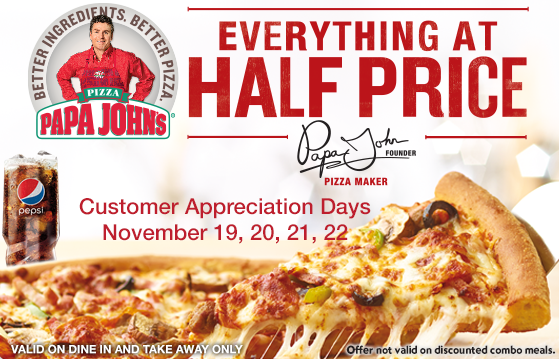 BETTER INGREDIENTS. BETTER PIZZA.
PIZZA
PAPA JOHNS®
EVERYTHING AT
HALF PRICE
Papa John
FOUNDER
PIZZA MAKER
pepsi
Customer Appreciation Days
November 19, 20, 21, 22
VALID ON DINE IN AND TAKE AWAY ONLY
Offer not valid on discounted combo meals.